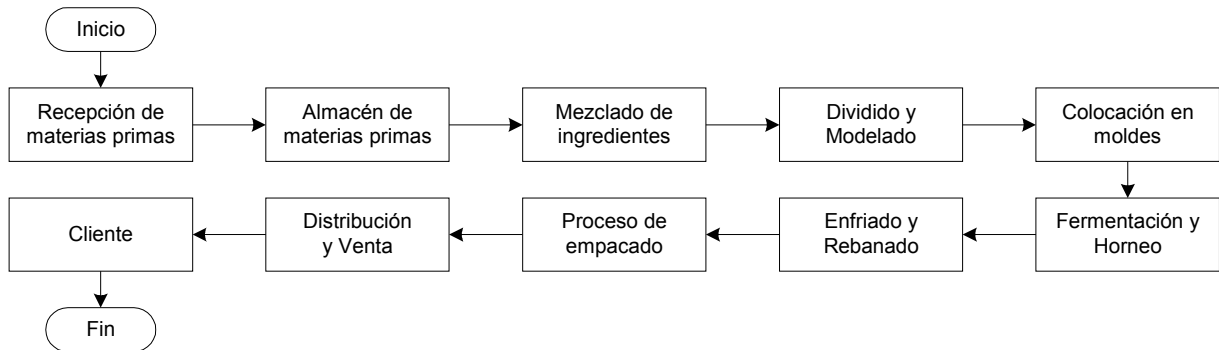 Inicio
Recepción de
materias primas
Almacén de
materias primas
Mezclado de
ingredientes
Dividido y
Modelado
Colocación en
moldes
Fermentación y
Horneo
Enfriado y
Rebanado
Proceso de
empacado
Distribución
y Venta
Cliente
Fin